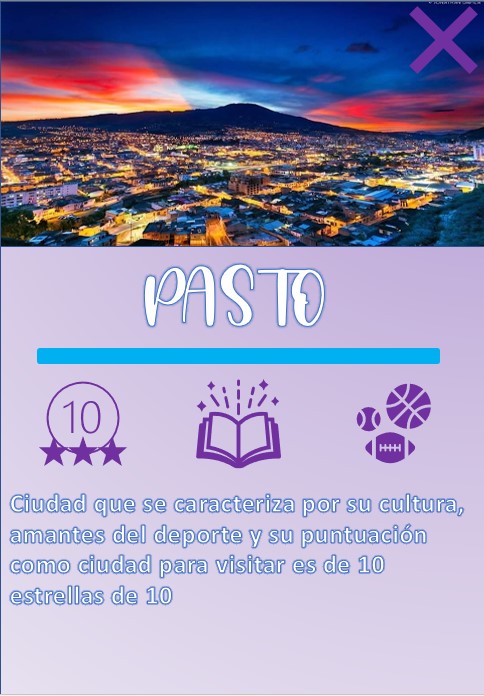 PASTO
10
Ciudad que se caracteriza por su cultura,
amantes del deporte y su puntuación
como ciudad para visitar es de 10
estrellas de 10